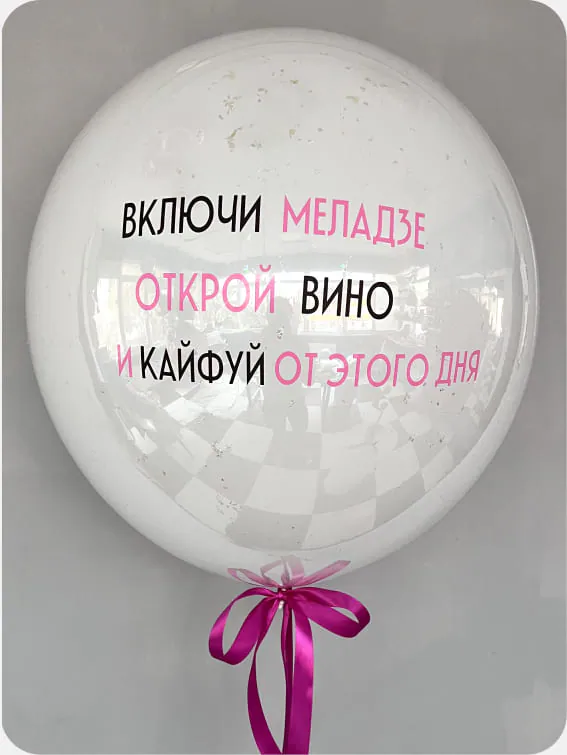 ВКЛЮЧИ МЕЛАДЗЕ
ОТКРОЙ ВИНО
И КАЙФУЙ ОТ ЭТОГО ДНЯ